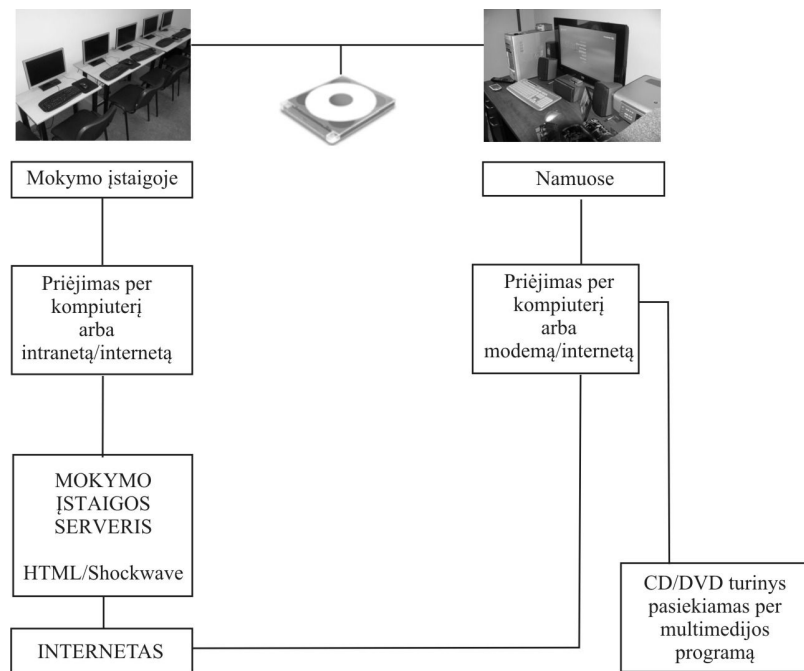 Mokymo įstaigoje
Namuose
Priėjimas per
kompiuterį
arba
intranetą/internetą
Priėjimas per
kompiuterį
arba
modemą/internetą
MOKYMO
ĮSTAIGOS
SERVERIS
HTML/Shockwave
CD/DVD turinys
pasiekiamas per
multimedijos
programą
INTERNETAS